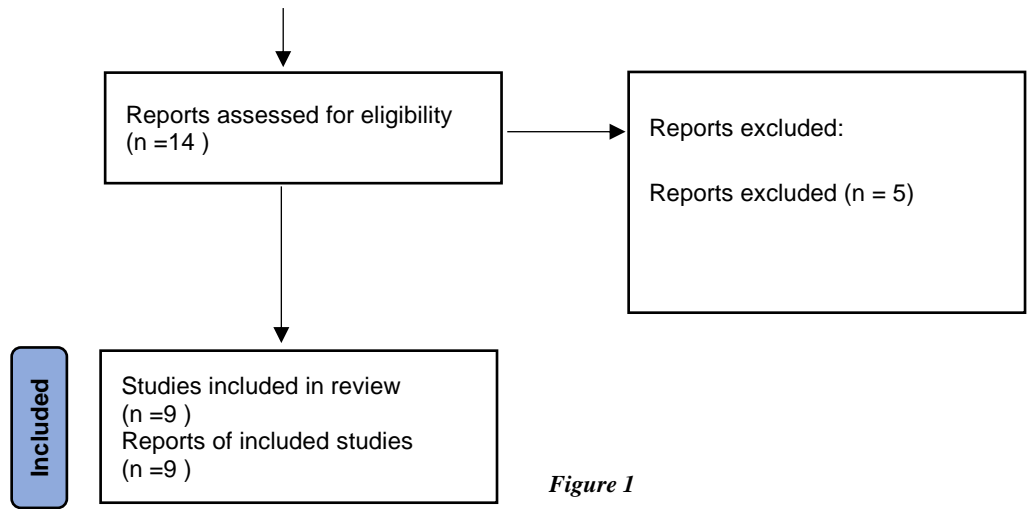 Reports assessed for eligibility
(n =14 )
Reports excluded:
Reports excluded (n = 5)
Included
Studies included in review
(n =9 )
Reports of included studies
(n =9 )
Figure 1